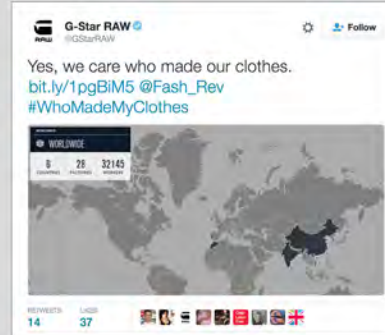 G-Star RAW
@GStarRAW
RAW
Follow
Yes, we care who made our clothes.
bit.ly/1pgBiM5 @Fash_Rev
#WhoMadeMyClothes
WORLDWIDE
6 28 32145
COUNTRIES FACTORIES WORKERS
RETWEETS LIKES
14 37